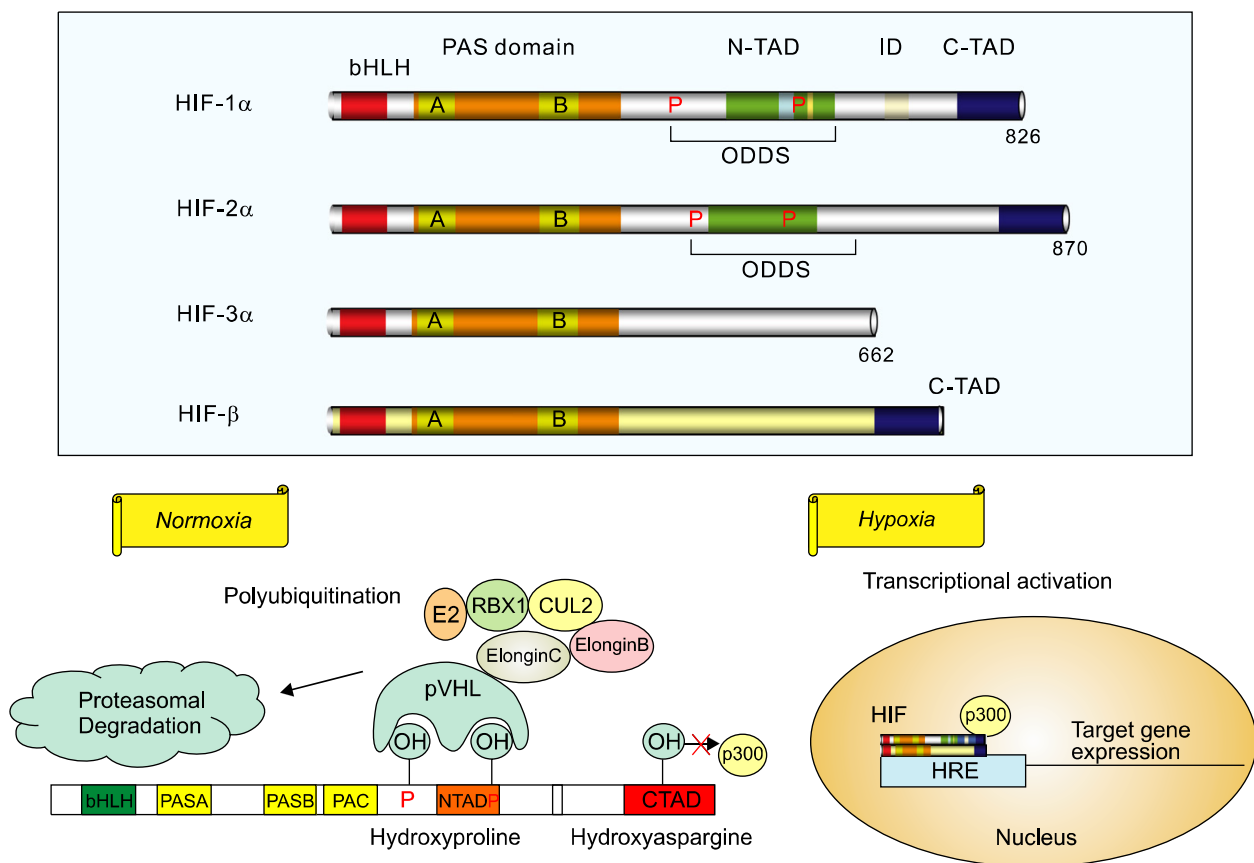 PAS domain
N-TAD
ID
C-TAD
bHLH
HIF-1α
A
B
P
P
826
ODDS
HIF-2α
A
B
P
P
870
ODDS
HIF-3α
A
B
662
C-TAD
HIF-β
A
B
Normoxia
Hypoxia
Polyubiquitination
E2
RBX1
CUL2
ElonginC
ElonginB
pVHL
Proteasomal
Degradation
OH
OH
OH
p300
bHLH
PASA
PASB
PAC
P
NTADP
CTAD
Hydroxyproline
Hydroxyaspargine
Transcriptional activation
HIF
p300
HRE
Target gene
expression
Nucleus